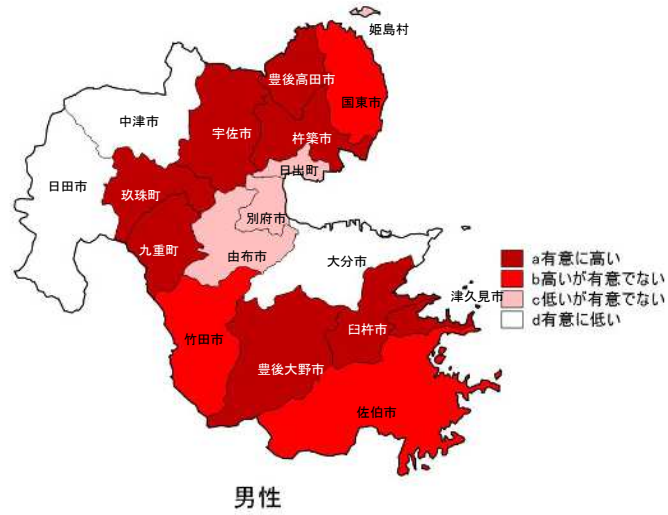 姫島村
豊後高田市
国東市
中津市
宇佐市
杵築市
日出町
日田市
玖珠町
別府市
九重町
由布市
大分市
津久見市
臼杵市
竹田市
豊後大野市
佐伯市
a有意に高い
b高いが有意でない
c低いが有意でない
d有意に低い
男性